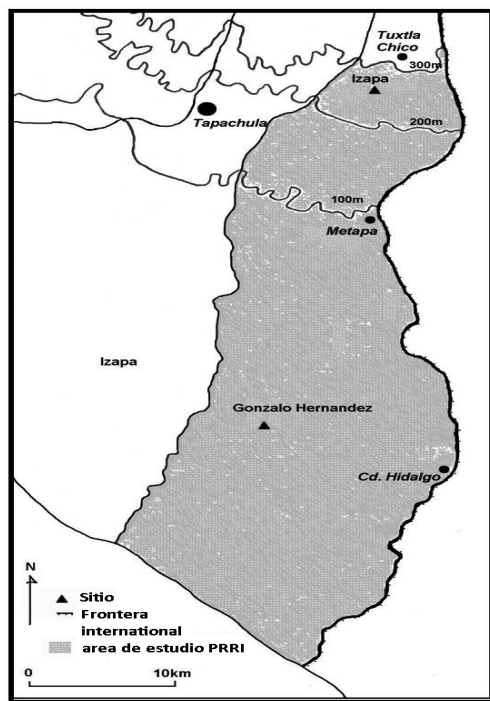 Tuxtla
Chico
300m
Izapa
200m
Tapachula
100m
Metapa
Izapa
Gonzalo Hernandez
Cd. Hidalgo
N
Sitio
Frontera
international
area de estudio PRRI
0 10km